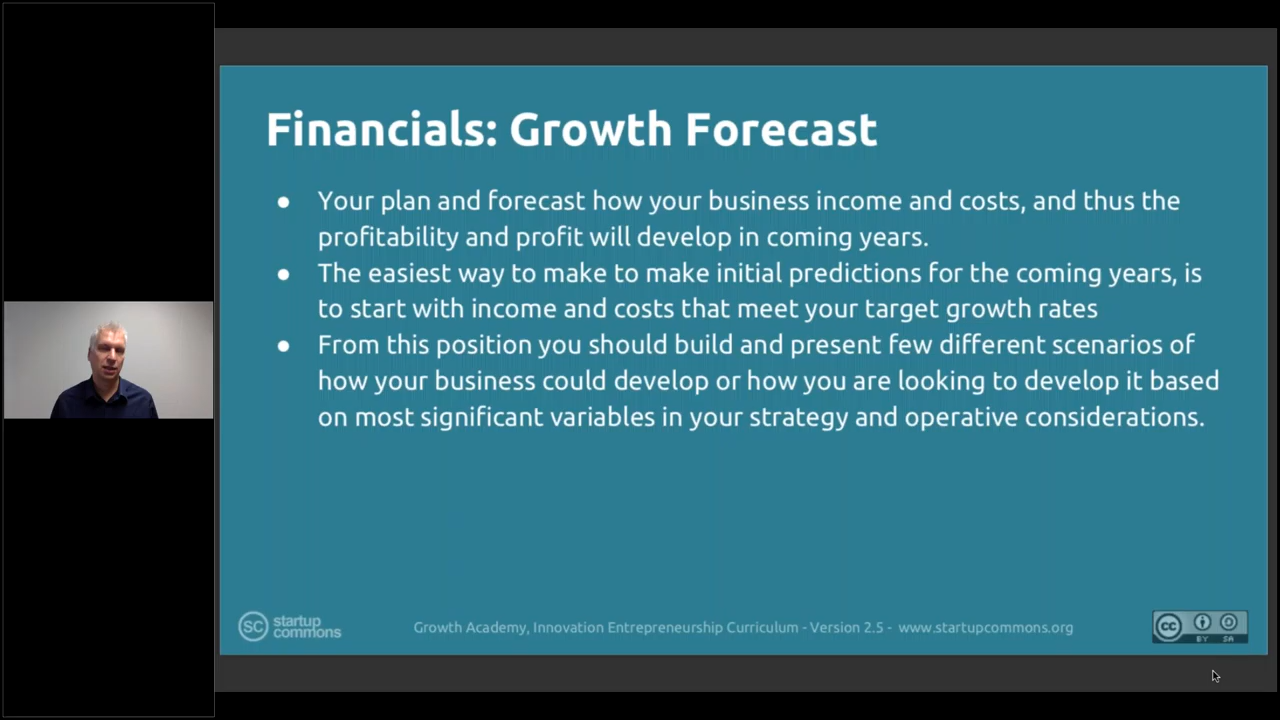 Financials: Growth Forecast
● Your plan and forecast how your business income and costs, and thus the
profitability and profit will develop in coming years.
● The easiest way to make to make initial predictions for the coming years, is
to start with income and costs that meet your target growth rates
● From this position you should build and present few different scenarios of
how your business could develop or how you are looking to develop it based
on most significant variables in your strategy and operative considerations.
SC startup
commons
Growth Academy, Innovation Entrepreneurship Curriculum - Version 2.5 - www.startupcommons.org
cc
BY SA